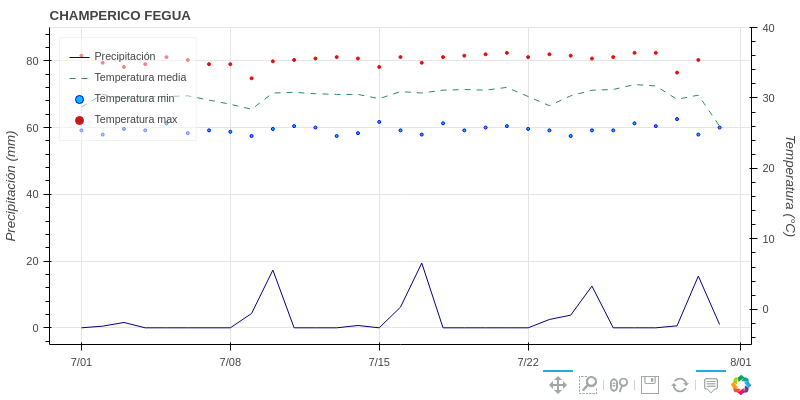 CHAMPERICO FEGUA
Precipitación
Temperatura media
Temperatura min
Temperatura max
80
60
40
20
0
Precipitación (mm)
40
30
20
10
0
Temperatura (°C)
7/01
7/08
7/15
7/22
8/01